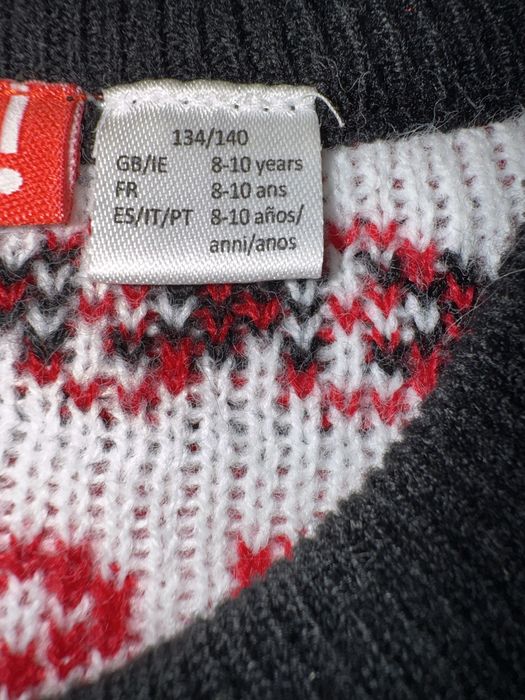 !
134/140
GB/IE 8-10 years
FR 8-10 ans
ES/IT/PT 8-10 años/
anni/anos